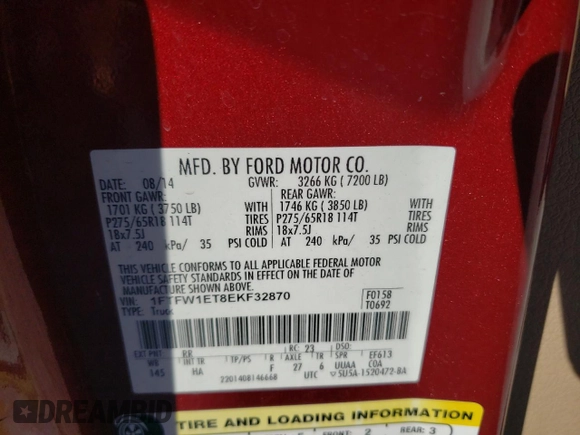 MFD. BY FORD MOTOR CO.
DATE: 08/14 GVWR: 3266 KG ( 7200 LB)
FRONT GAWR: REAR GAWR:
1701 KG ( 3750 LB) WITH 1746 KG ( 3850 LB) WITH
P275/65R18 114T TIRES P275/65R18 114T TIRES
18x7.5J RIMS 18x7.5J RIMS
AT 240 kPa/ 35 PSI COLD AT 240 kPa/ 35 PSI COLD
THIS VEHICLE CONFORMS TO ALL APPLICABLE FEDERAL MOTOR
VEHICLE SAFETY STANDARDS IN EFFECT ON THE DATE OF
MANUFACTURE SHOWN ABOVE.
VIN: 1FTFW1ET8EKF32870
TYPE: Truck
F0158
T0692
EXT PNT: RR RC: 23 DSO:
WB INT TR TP/PS R AXLE TR SPR EF613
145 HA F 27 6 UUAA COA
2201408146668 UTC SUSA-1520472-BA
TIRE AND LOADING INFORMATION
FRONT: 2 REAR: 3
DREAMBID